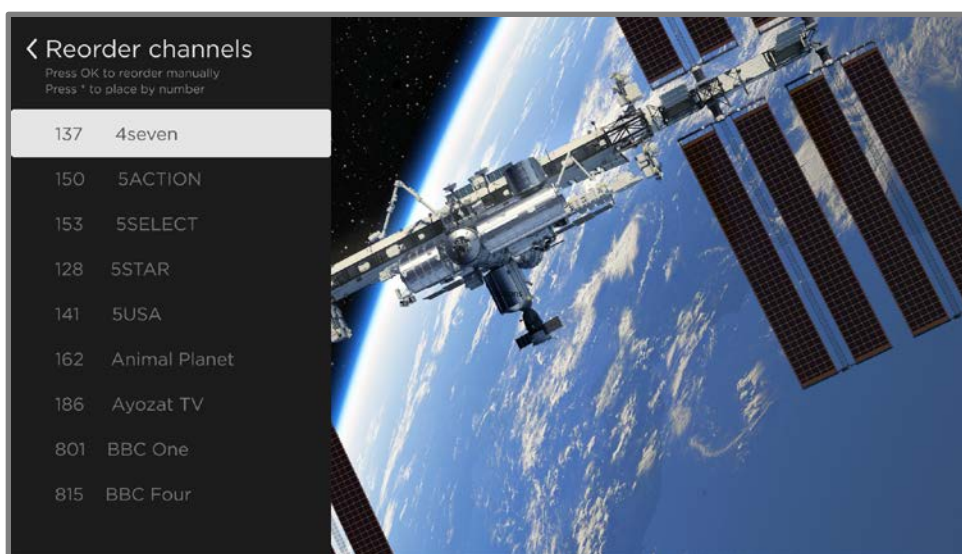 Reorder channels
Press OK to reorder manually
Press * to place by number
137 4seven
150 5ACTION
153 5SELECT
128 5STAR
141 5USA
162 Animal Planet
186 Ayozat TV
801 BBC One
815 BBC Four